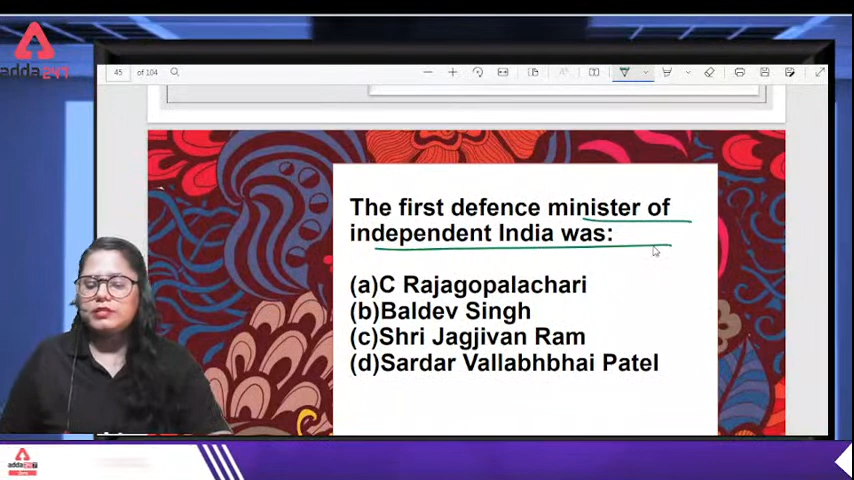 adda247
45 of 104
The first defence minister of
independent India was:
(a)C Rajagopalachari
(b)Baldev Singh
(c)Shri Jagjivan Ram
(d)Sardar Vallabhbhai Patel
adda247